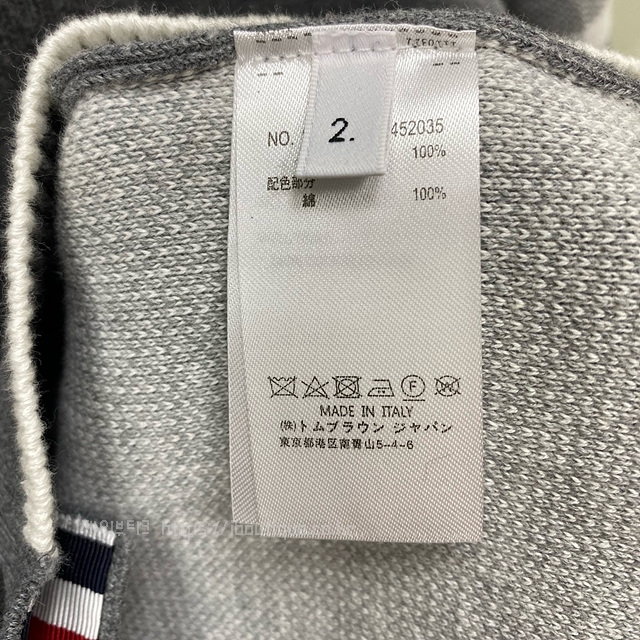 2.
NO. 452035
100%
配色部分
綿 100%
MADE IN ITALY
㈱トムブラウン ジャパン
東京都港区南青山5-4-6